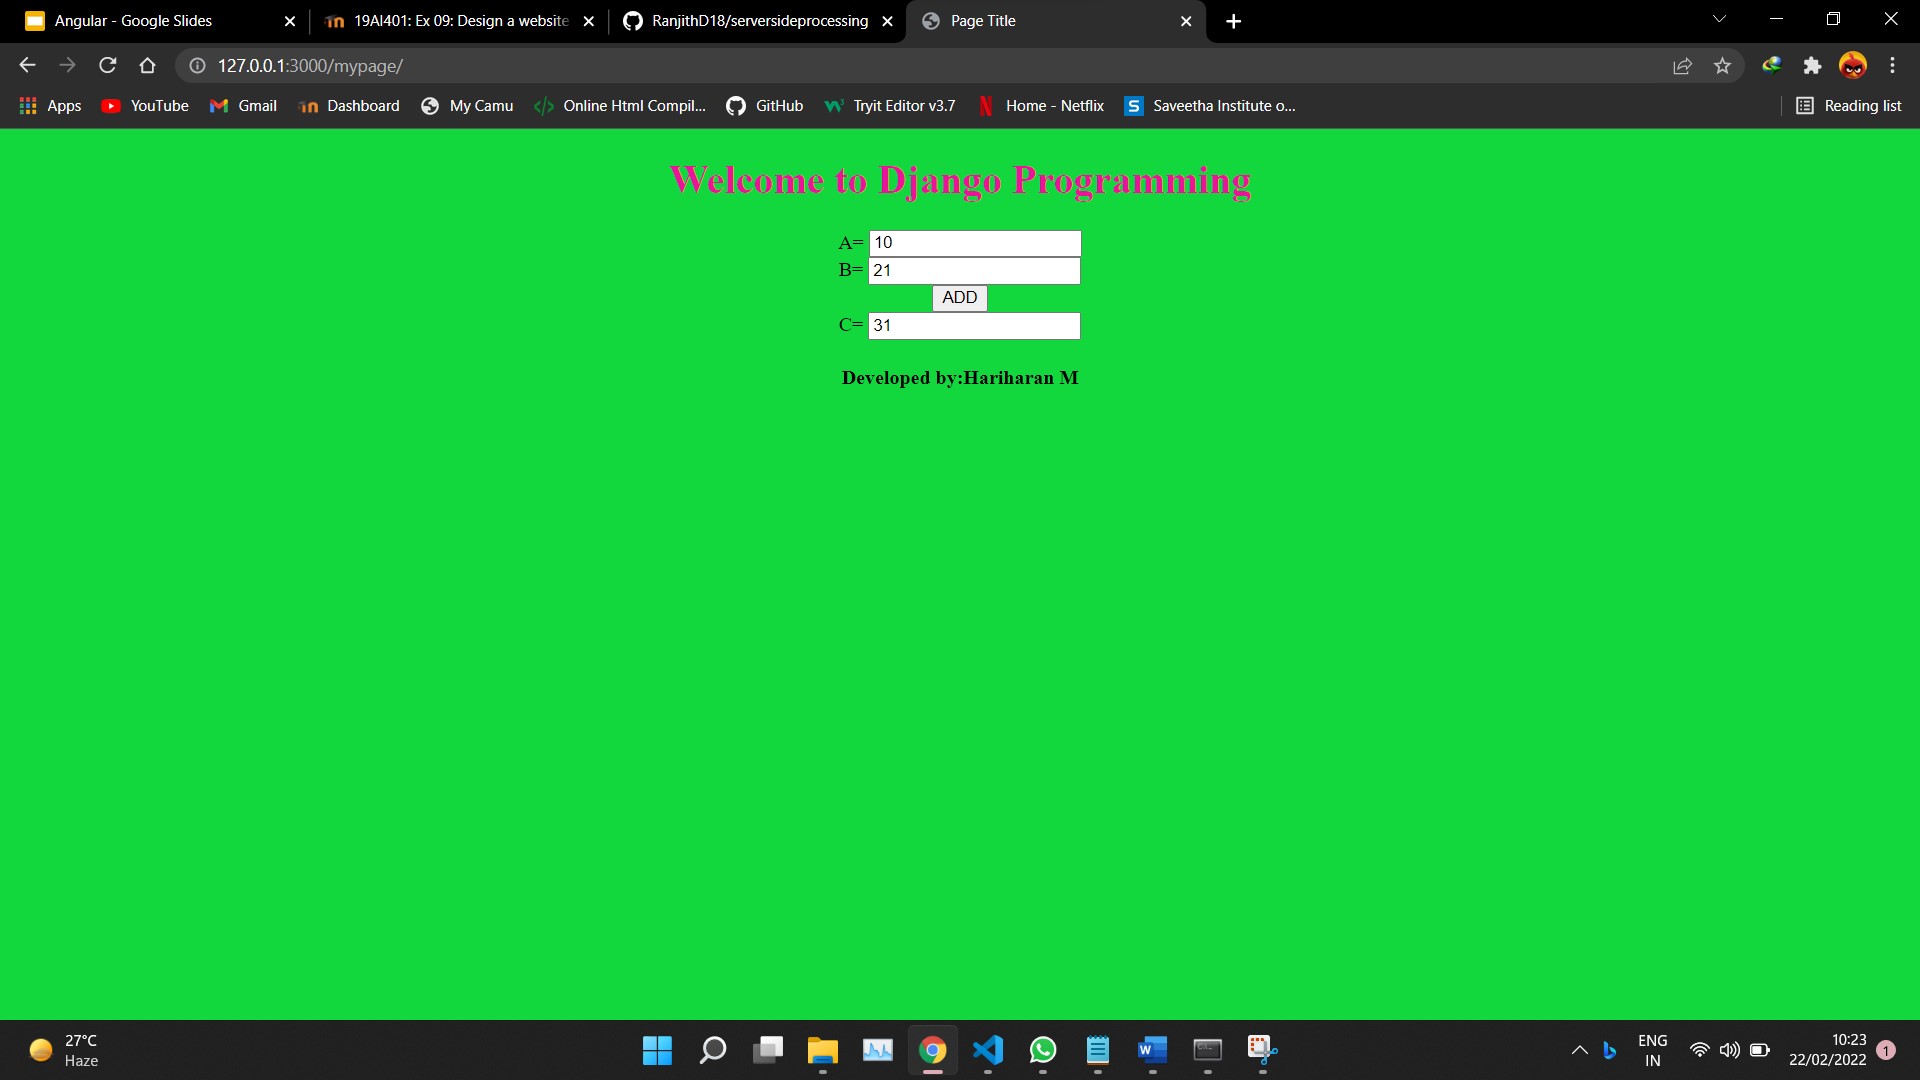 Angular - Google Slides
19AI401: Ex 09: Design a website
RanjithD18/serversideprocessing
Page Title
127.0.0.1:3000/mypage/
Apps
YouTube
Gmail
Dashboard
My Camu
Online Html Compil...
GitHub
Tryit Editor v3.7
Home - Netflix
Saveetha Institute o...
Reading list
Welcome to Django Programming
A= 10
B= 21
ADD
C= 31
Developed by:Hariharan M
27°C
Haze
ENG
IN
10:23
22/02/2022
1